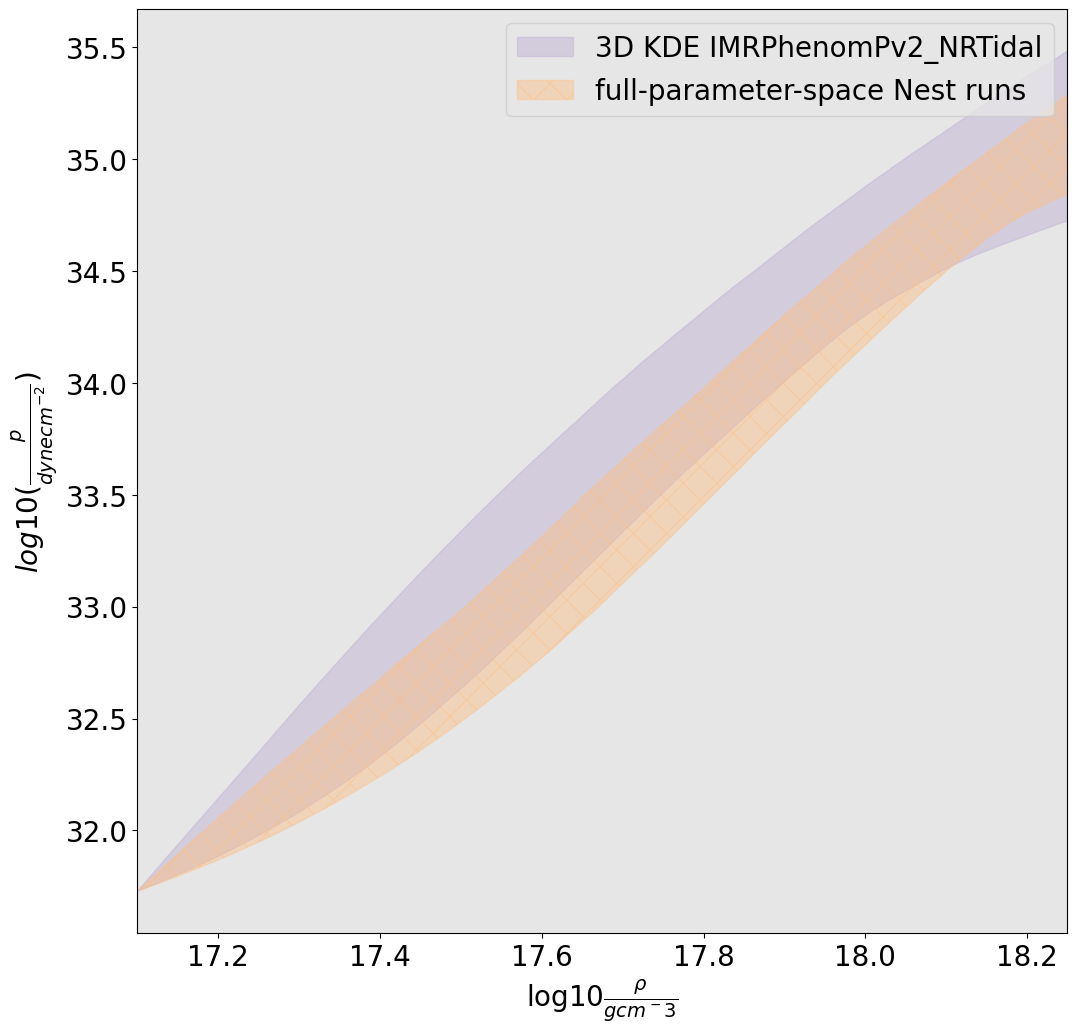 3D KDE IMRPhenomPv2_NRTidal
full-parameter-space Nest runs
35.5
35.0
34.5
34.0
33.5
33.0
32.5
32.0
log10(p/dynecm⁻²)
17.2 17.4 17.6 17.8 18.0 18.2
log10 ρ/gcm⁻3